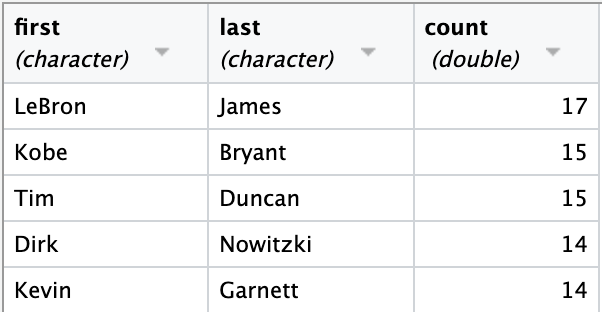 first last count
(character) (character) (double)
LeBron James 17
Kobe Bryant 15
Tim Duncan 15
Dirk Nowitzki 14
Kevin Garnett 14